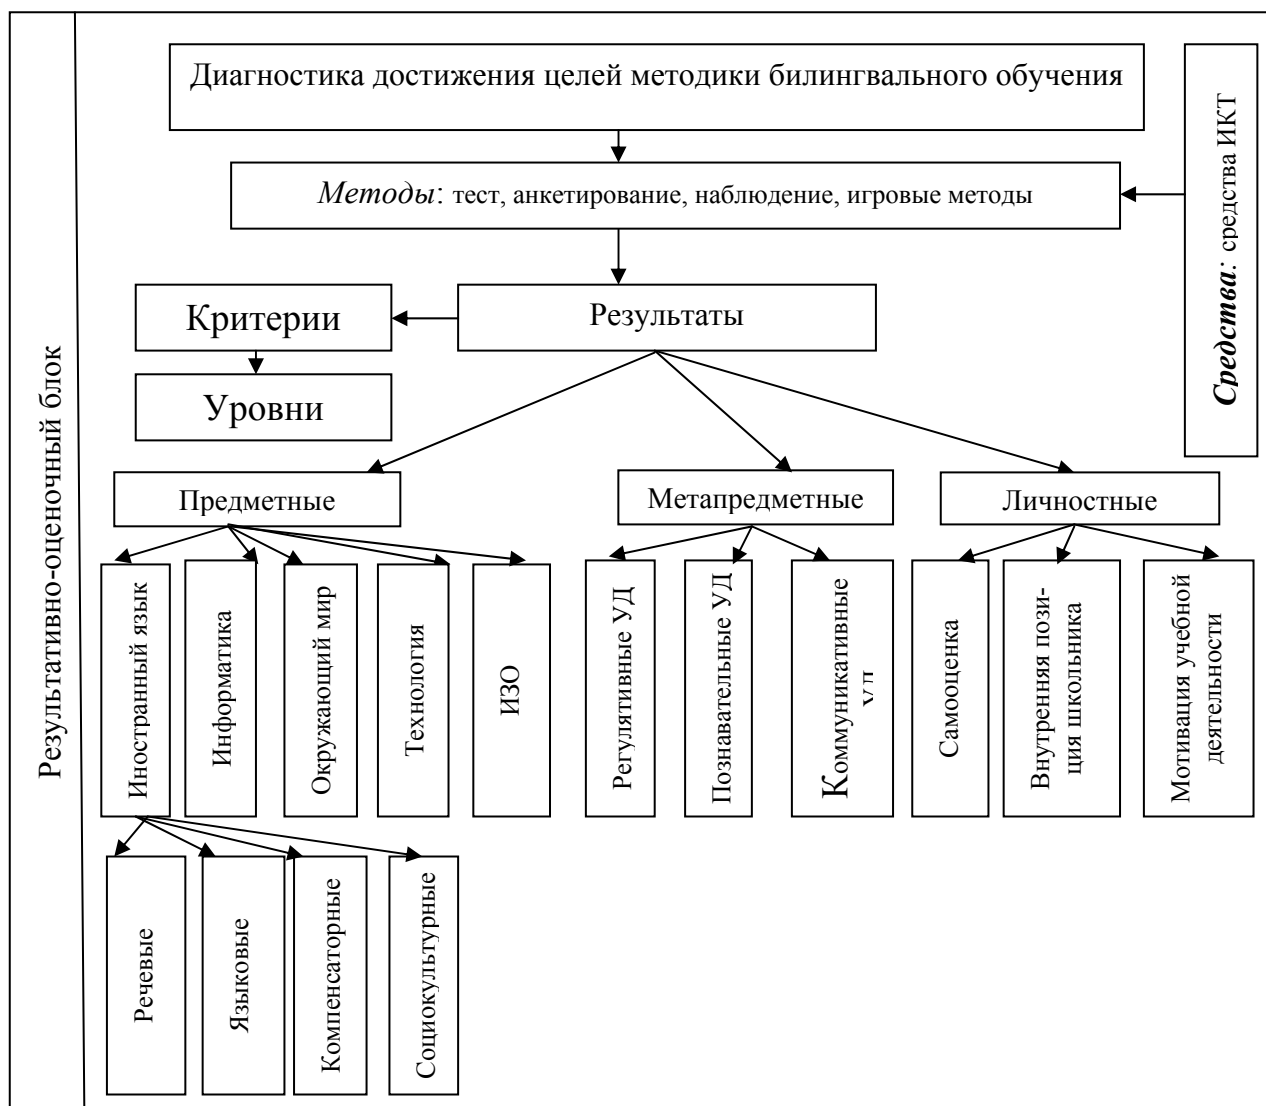 Результативно-оценочный блок
Диагностика достижения целей методики билингвального обучения
Методы: тест, анкетирование, наблюдение, игровые методы
Средства: средства ИКТ
Критерии
Результаты
Уровни
Предметные
Метапредметные
Личностные
Иностранный язык
Информатика
Окружающий мир
Технология
ИЗО
Регулятивные УД
Познавательные УД
Коммуникативные
УД
Самооценка
Внутренняя пози-
ция школьника
Мотивация учебной
деятельности
Речевые
Языковые
Компенсаторные
Социокультурные